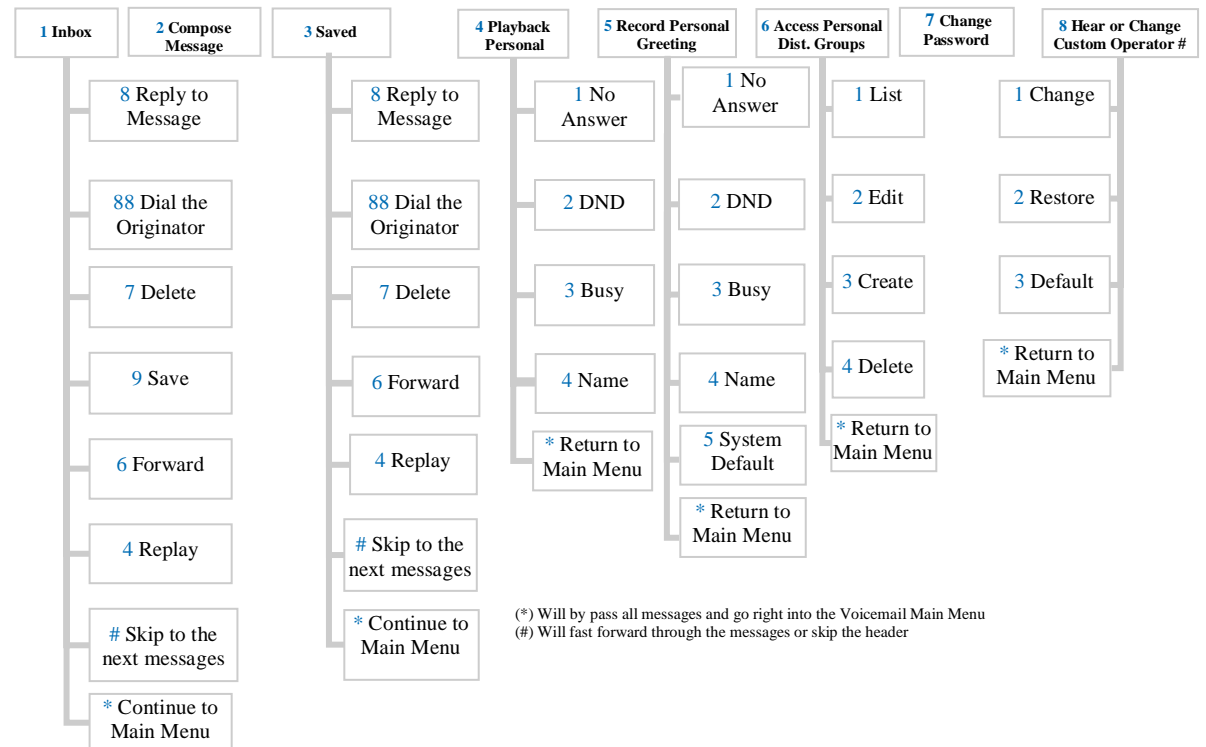 1 Inbox
2 Compose
Message
3 Saved
4 Playback
Personal
5 Record Personal
Greeting
6 Access Personal
Dist. Groups
7 Change
Password
8 Hear or Change
Custom Operator #
8 Reply to
Message
88 Dial the
Originator
7 Delete
9 Save
6 Forward
4 Replay
# Skip to the
next messages
* Continue to
Main Menu
8 Reply to
Message
88 Dial the
Originator
7 Delete
6 Forward
4 Replay
# Skip to the
next messages
* Continue to
Main Menu
1 No
Answer
2 DND
3 Busy
4 Name
* Return to
Main Menu
1 No
Answer
2 DND
3 Busy
4 Name
5 System
Default
* Return to
Main Menu
1 List
2 Edit
3 Create
4 Delete
* Return to
Main Menu
1 Change
2 Restore
3 Default
* Return to
Main Menu
(*) Will by pass all messages and go right into the Voicemail Main Menu
(#) Will fast forward through the messages or skip the header